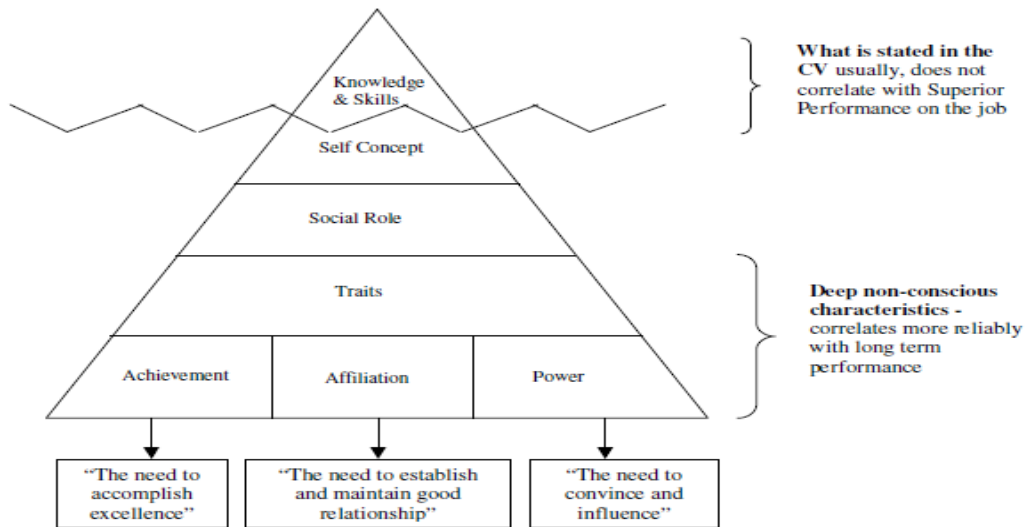 Knowledge
& Skills
Self Concept
Social Role
Traits
Achievement
Affiliation
Power
"The need to
accomplish
excellence"
"The need to establish
and maintain good
relationship"
"The need to
convince and
influence"
What is stated in the
CV usually, does not
correlate with Superior
Performance on the job
Deep non-conscious
characteristics -
correlates more reliably
with long term
performance